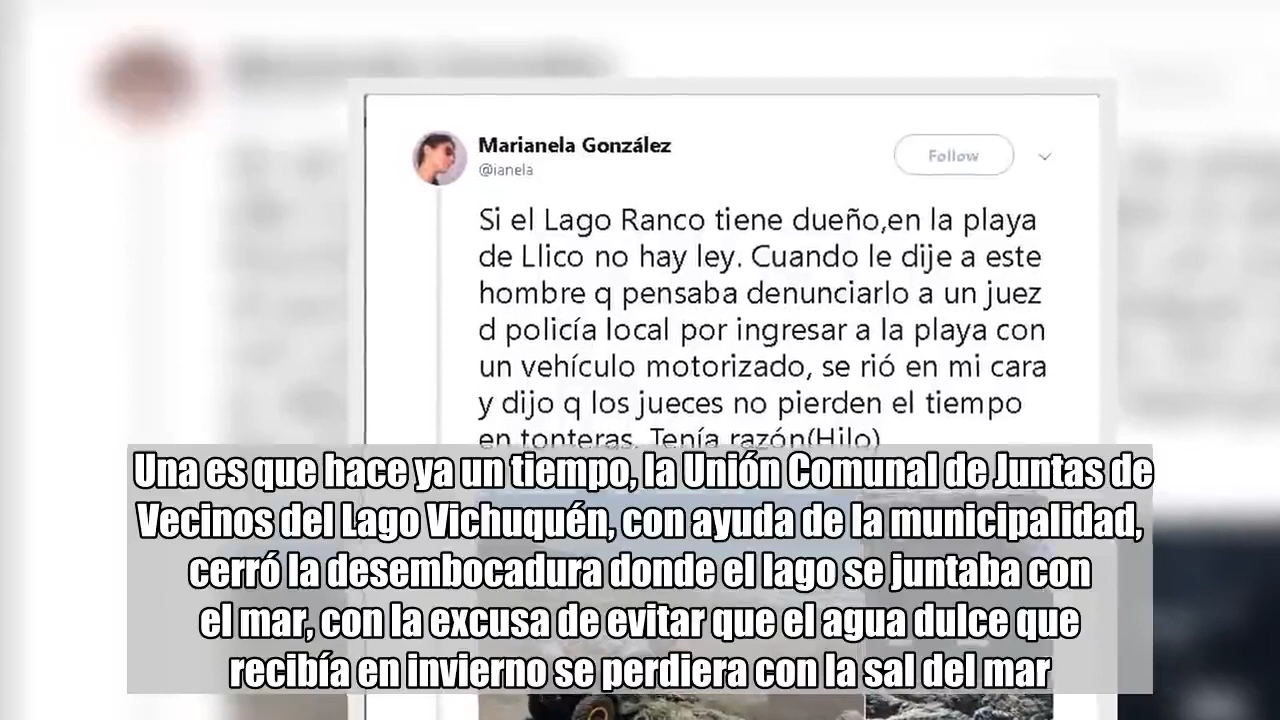 Marianela González
@ianela
Follow
Si el Lago Ranco tiene dueño,en la playa
de Llico no hay ley. Cuando le dije a este
hombre q pensaba denunciarlo a un juez
d policía local por ingresar a la playa con
un vehículo motorizado, se rió en mi cara
y dijo q los jueces no pierden el tiempo
en tonteras. Tenía razón(Hilo)
Una es que hace ya un tiempo, la Unión Comunal de Juntas de
Vecinos del Lago Vichuquén, con ayuda de la municipalidad,
cerró la desembocadura donde el lago se juntaba con
el mar, con la excusa de evitar que el agua dulce que
recibía en invierno se perdiera con la sal del mar